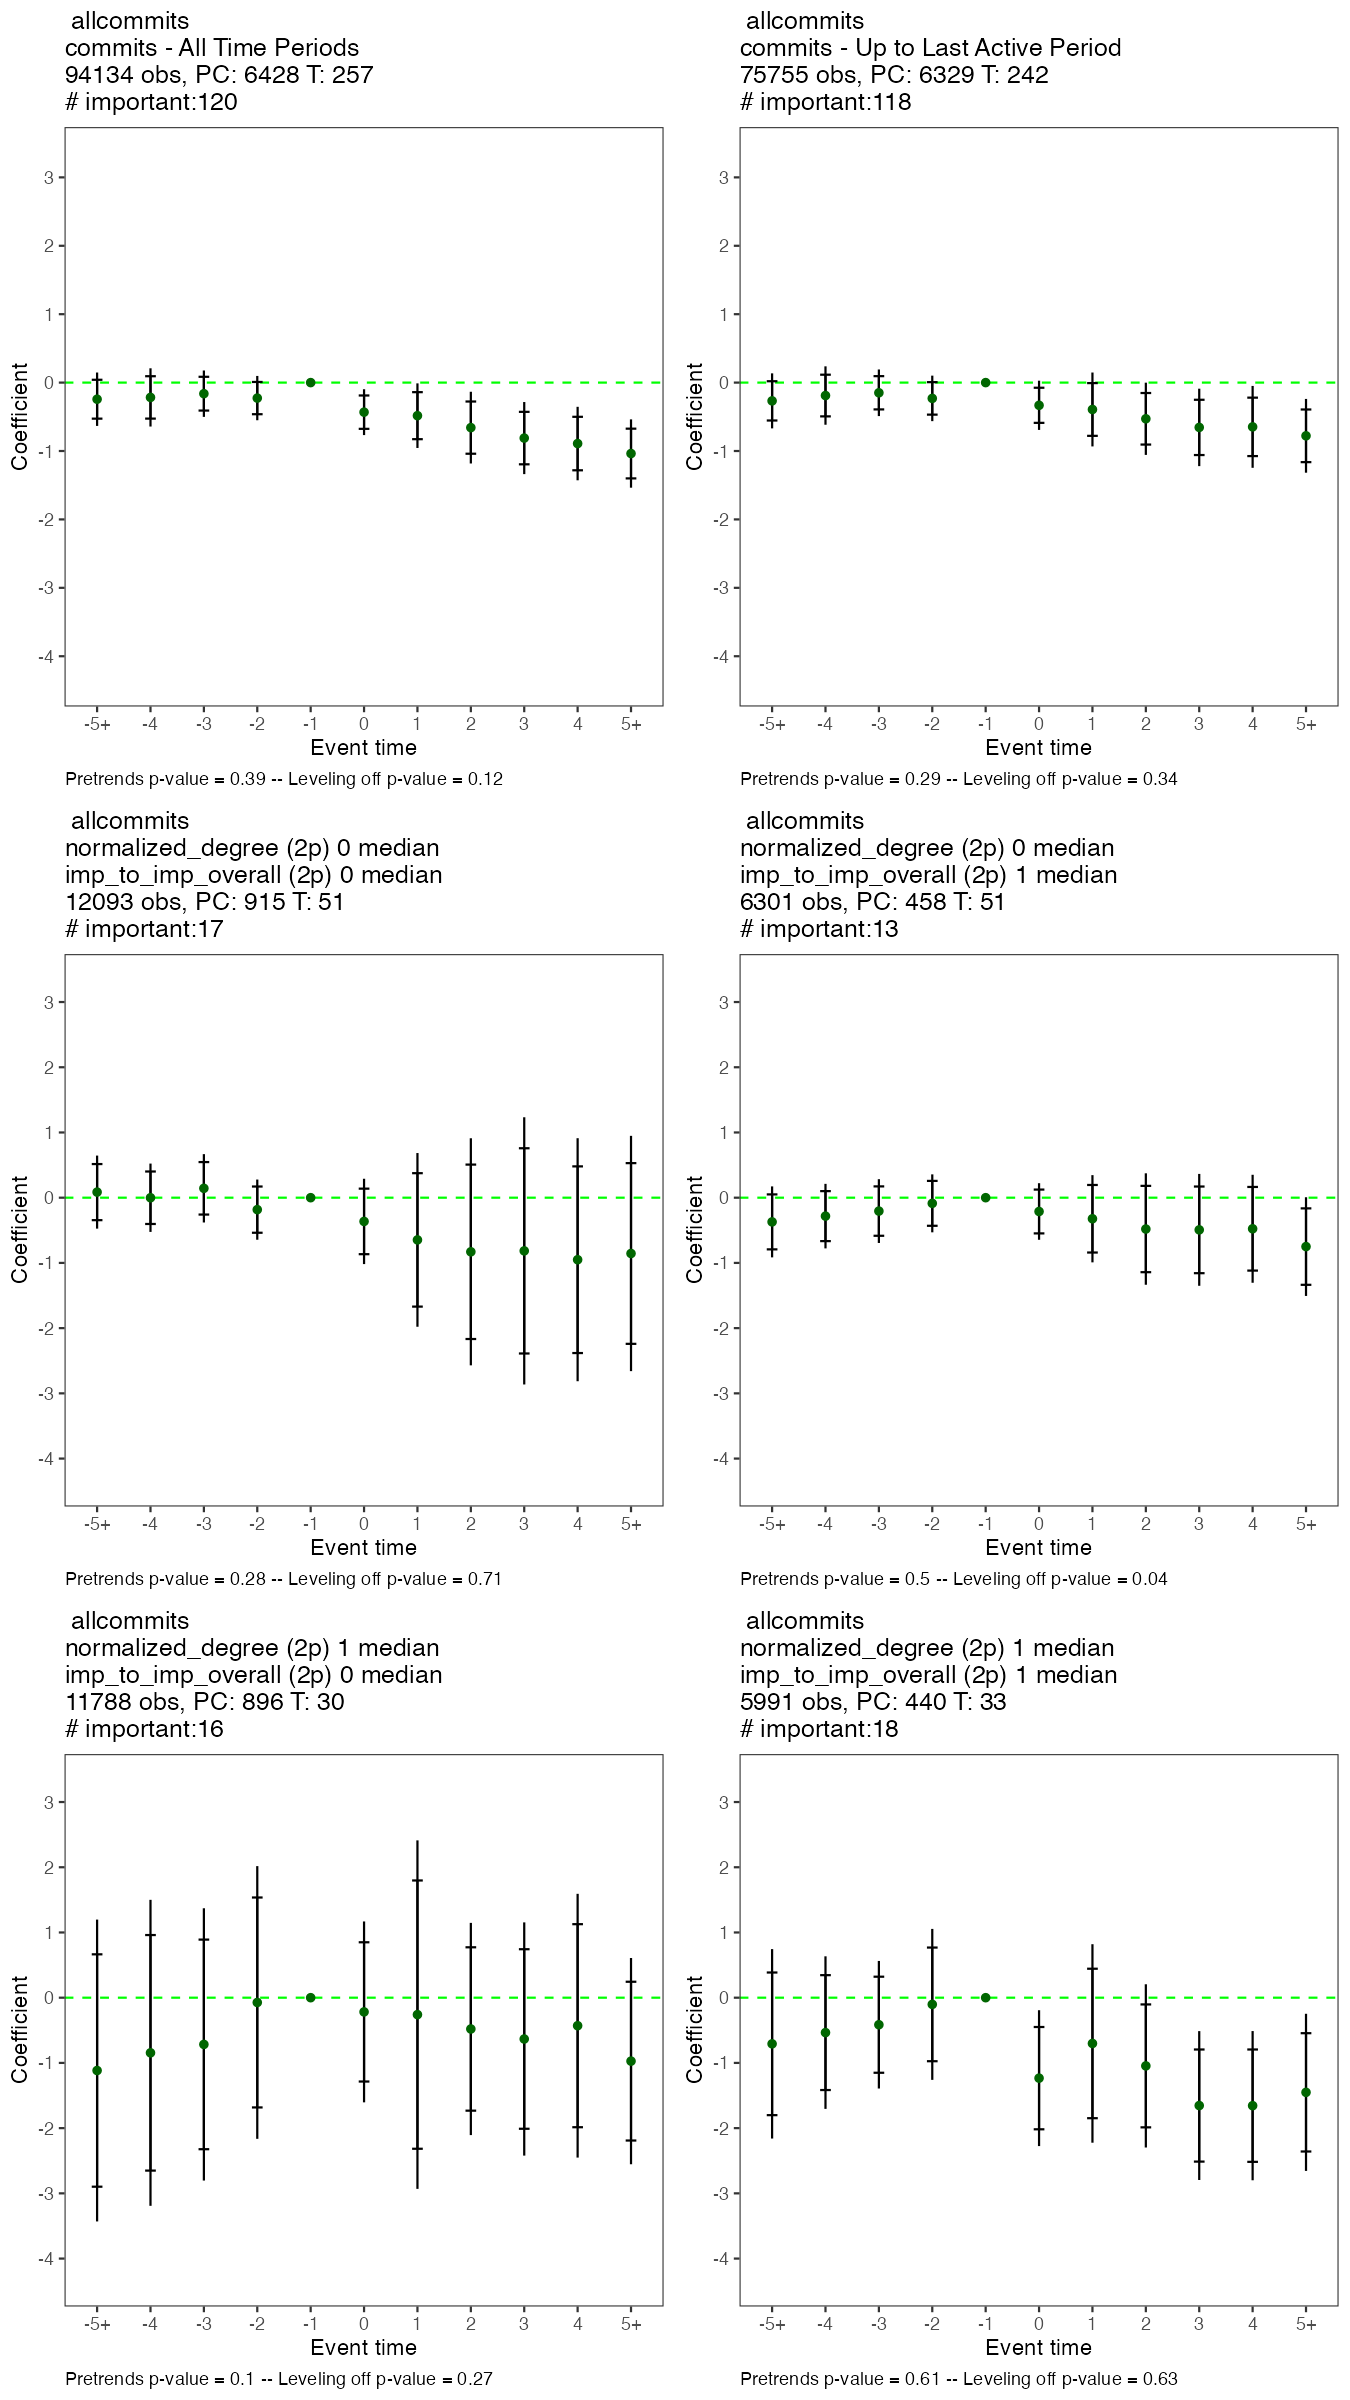 allcommits
commits - All Time Periods
94134 obs, PC: 6428 T: 257
# important:120
3
2
1
0
-1
-2
-3
-4
Coefficient
-5+ -4 -3 -2 -1 0 1 2 3 4 5+
Event time
Pretrends p-value = 0.39 -- Leveling off p-value = 0.12
allcommits
commits - Up to Last Active Period
75755 obs, PC: 6329 T: 242
# important:118
3
2
1
0
-1
-2
-3
-4
Coefficient
-5+ -4 -3 -2 -1 0 1 2 3 4 5+
Event time
Pretrends p-value = 0.29 -- Leveling off p-value = 0.34
allcommits
normalized_degree (2p) 0 median
imp_to_imp_overall (2p) 0 median
12093 obs, PC: 915 T: 51
# important:17
3
2
1
0
-1
-2
-3
-4
Coefficient
-5+ -4 -3 -2 -1 0 1 2 3 4 5+
Event time
Pretrends p-value = 0.28 -- Leveling off p-value = 0.71
allcommits
normalized_degree (2p) 0 median
imp_to_imp_overall (2p) 1 median
6301 obs, PC: 458 T: 51
# important:13
3
2
1
0
-1
-2
-3
-4
Coefficient
-5+ -4 -3 -2 -1 0 1 2 3 4 5+
Event time
Pretrends p-value = 0.5 -- Leveling off p-value = 0.04
allcommits
normalized_degree (2p) 1 median
imp_to_imp_overall (2p) 0 median
11788 obs, PC: 896 T: 30
# important:16
3
2
1
0
-1
-2
-3
-4
Coefficient
-5+ -4 -3 -2 -1 0 1 2 3 4 5+
Event time
Pretrends p-value = 0.1 -- Leveling off p-value = 0.27
allcommits
normalized_degree (2p) 1 median
imp_to_imp_overall (2p) 1 median
5991 obs, PC: 440 T: 33
# important:18
3
2
1
0
-1
-2
-3
-4
Coefficient
-5+ -4 -3 -2 -1 0 1 2 3 4 5+
Event time
Pretrends p-value = 0.61 -- Leveling off p-value = 0.63